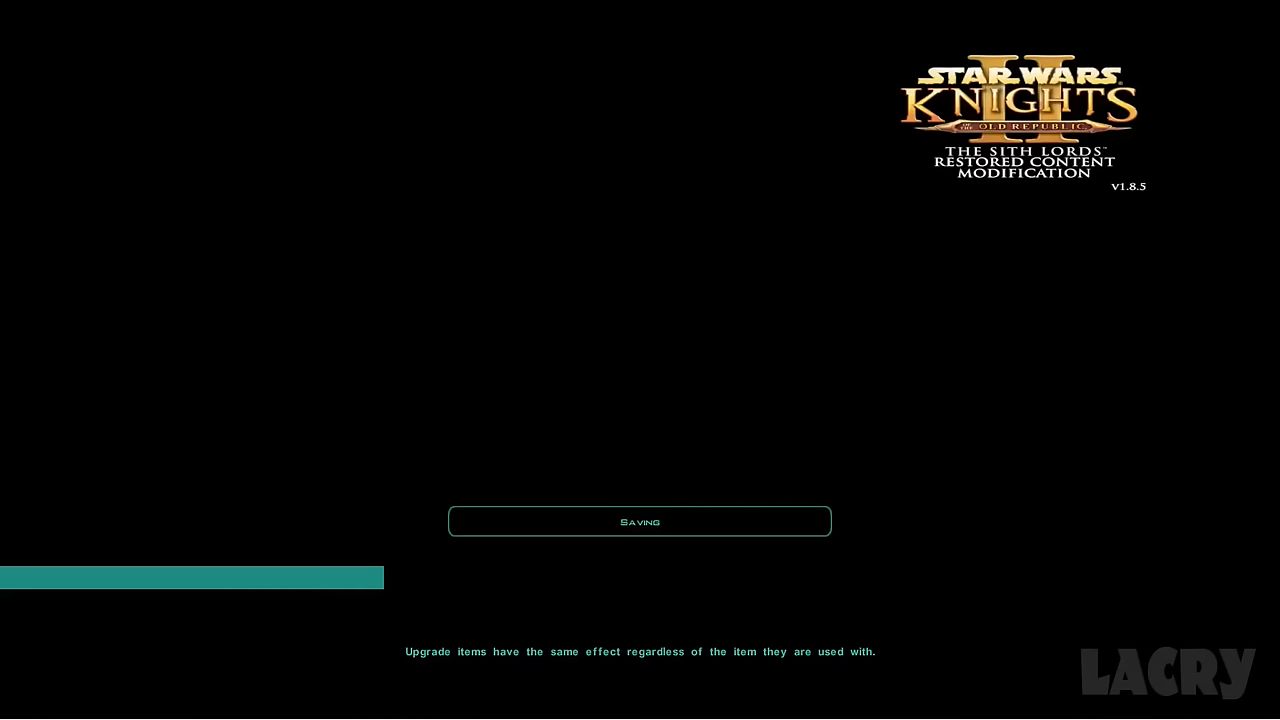 STAR WARS
II
KNIGHTS
OF THE OLD REPUBLIC
THE SITH LORDS™
RESTORED CONTENT
MODIFICATION
v1.8.5
Saving
Upgrade items have the same effect regardless of the item they are used with.
LACRY